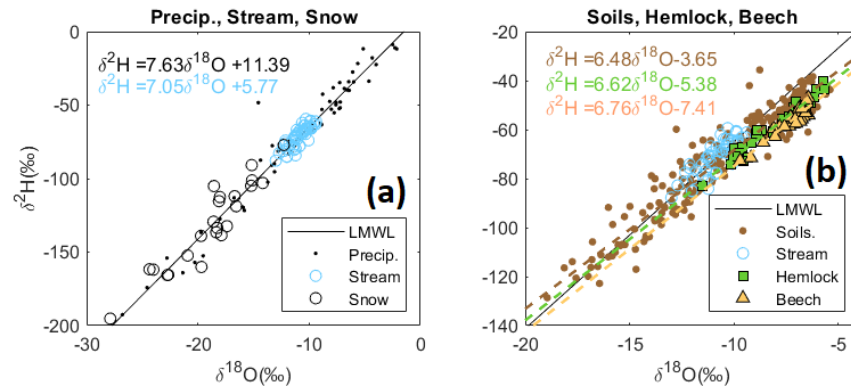 Precip., Stream, Snow
δ²H =7.63δ¹⁸O +11.39
δ²H =7.05δ¹⁸O +5.77
0
-50
-100
-150
-200
δ²H(‰)
(a)
LMWL
Precip.
Stream
Snow
-30 -20 -10 0
δ¹⁸O(‰)
Soils, Hemlock, Beech
δ²H =6.48δ¹⁸O-3.65
δ²H =6.62δ¹⁸O-5.38
δ²H =6.76δ¹⁸O-7.41
-20
-40
-60
-80
-100
-120
-140
(b)
LMWL
Soils.
Stream
Hemlock
Beech
-20 -15 -10 -5
δ¹⁸O(‰)